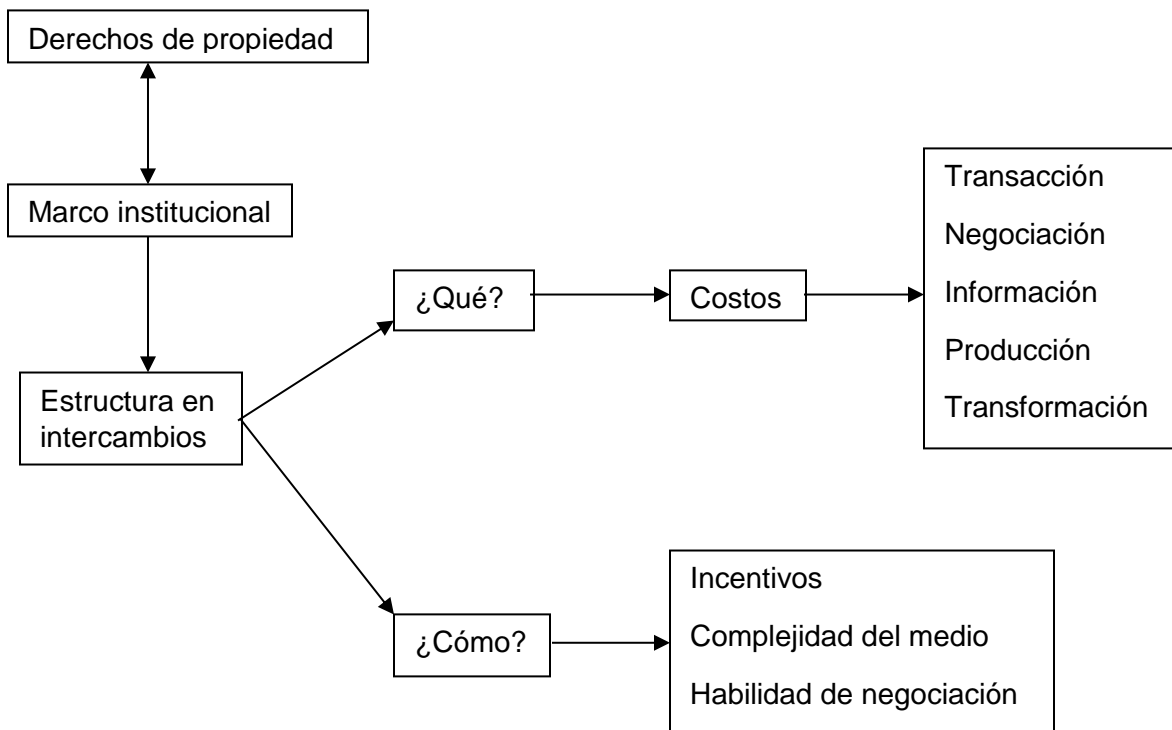 Derechos de propiedad
Marco institucional
Estructura en
intercambios
¿Qué?
Costos
Transacción
Negociación
Información
Producción
Transformación
¿Cómo?
Incentivos
Complejidad del medio
Habilidad de negociación